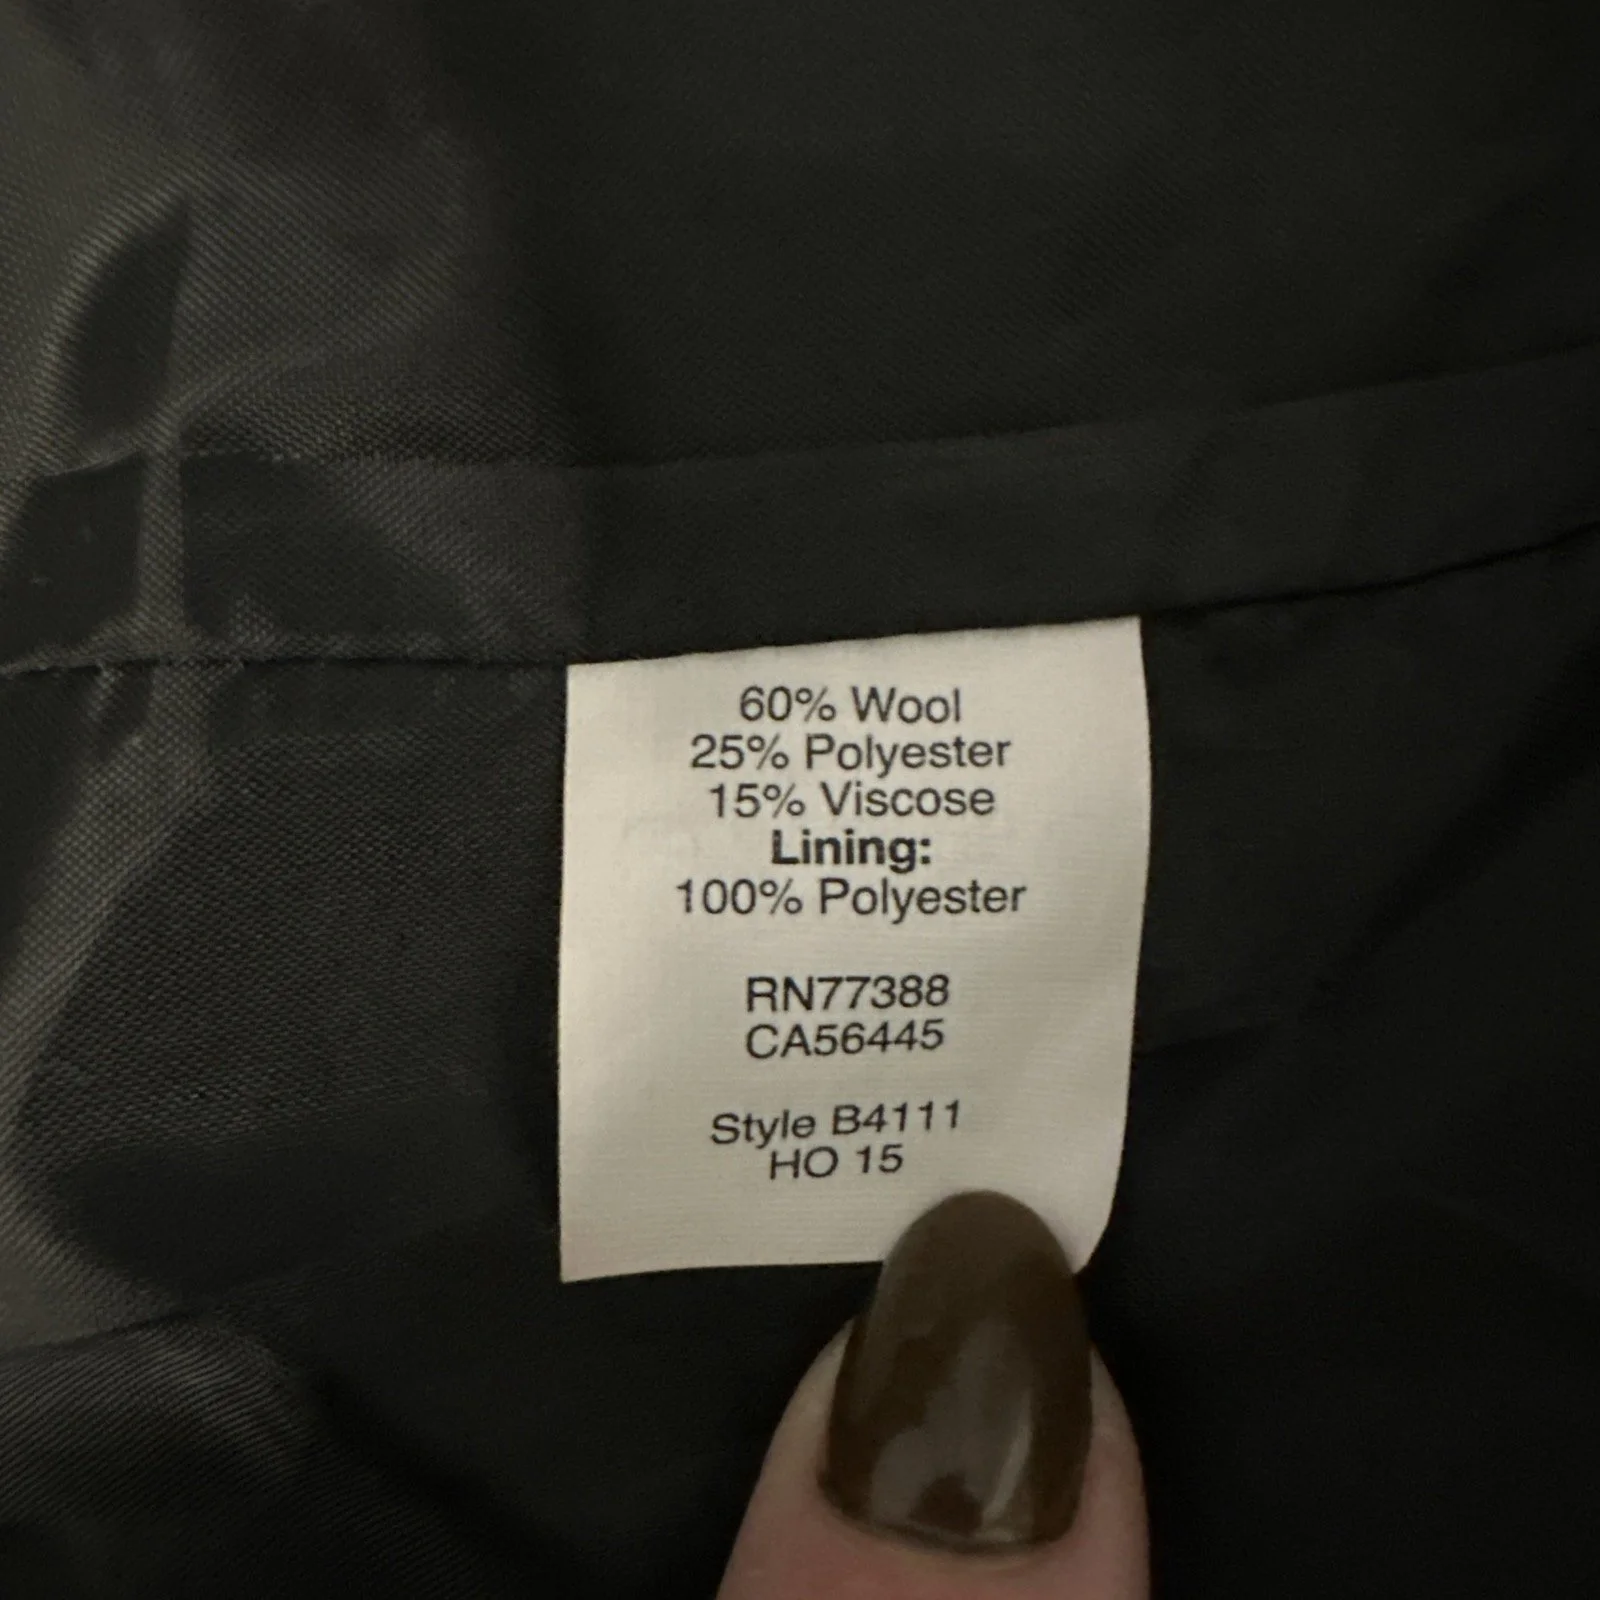 60% Wool
25% Polyester
15% Viscose
Lining:
100% Polyester
RN77388
CA56445
Style B4111
HO 15